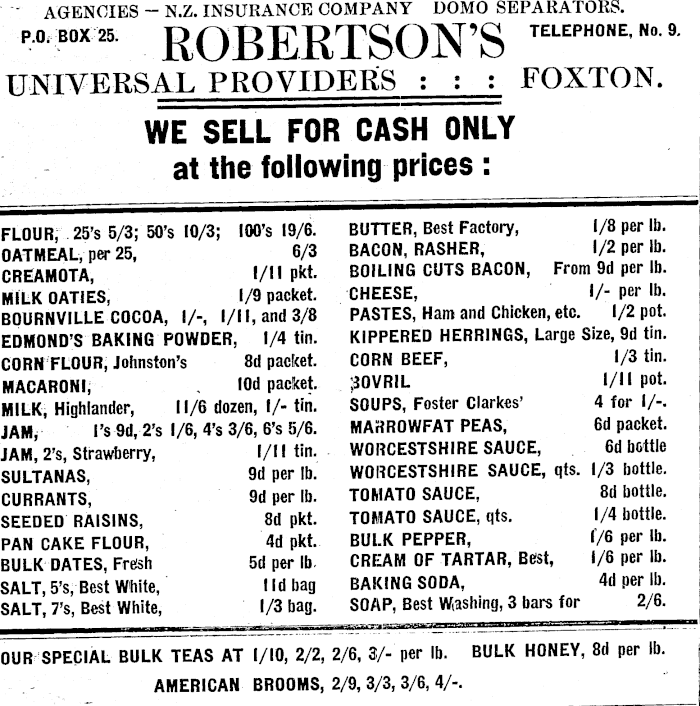 AGENCIES — N.Z. INSURANCE COMPANY DOMO SEPARATORS.
P.O. BOX 25. ROBERTSON'S TELEPHONE, No. 9.
UNIVERSAL PROVIDERS : : : FOXTON.
WE SELL FOR CASH ONLY
at the following prices :
FLOUR, 25's 5/3; 50's 10/3; 100's 19/6.
OATMEAL, per 25, 6/3
CREAMOTA, 1/11 pkt.
MILK OATIES, 1/9 packet.
BOURNVILLE COCOA, 1/-, 1/11, and 3/8
EDMOND'S BAKING POWDER, 1/4 tin.
CORN FLOUR, Johnston's 8d packet.
MACARONI, 10d packet.
MILK, Highlander, 11/6 dozen, 1/- tin.
JAM, 1's 9d, 2's 1/6, 4's 3/6, 6's 5/6.
JAM, 2's, Strawberry, 1/11 tin.
SULTANAS, 9d per lb.
CURRANTS, 9d per lb.
SEEDED RAISINS, 8d pkt.
PAN CAKE FLOUR, 4d pkt.
BULK DATES, Fresh 5d per lb.
SALT, 5's, Best White, 11d bag
SALT, 7's, Best White, 1/3 bag.
BUTTER, Best Factory, 1/8 per lb.
BACON, RASHER, 1/2 per lb.
BOILING CUTS BACON, From 9d per lb.
CHEESE, 1/- per lb.
PASTES, Ham and Chicken, etc. 1/2 pot.
KIPPERED HERRINGS, Large Size, 9d tin.
CORN BEEF, 1/3 tin.
BOVRIL 1/11 pot.
SOUPS, Foster Clarkes' 4 for 1/-.
MARROWFAT PEAS, 6d packet.
WORCESTSHIRE SAUCE, 6d bottle
WORCESTSHIRE SAUCE, qts. 1/3 bottle.
TOMATO SAUCE, 8d bottle.
TOMATO SAUCE, qts. 1/4 bottle.
BULK PEPPER, 1/6 per lb.
CREAM OF TARTAR, Best, 1/6 per lb.
BAKING SODA, 4d per lb.
SOAP, Best Washing, 3 bars for 2/6.
OUR SPECIAL BULK TEAS AT 1/10, 2/2, 2/6, 3/- per lb. BULK HONEY, 8d per lb.
AMERICAN BROOMS, 2/9, 3/3, 3/6, 4/-.